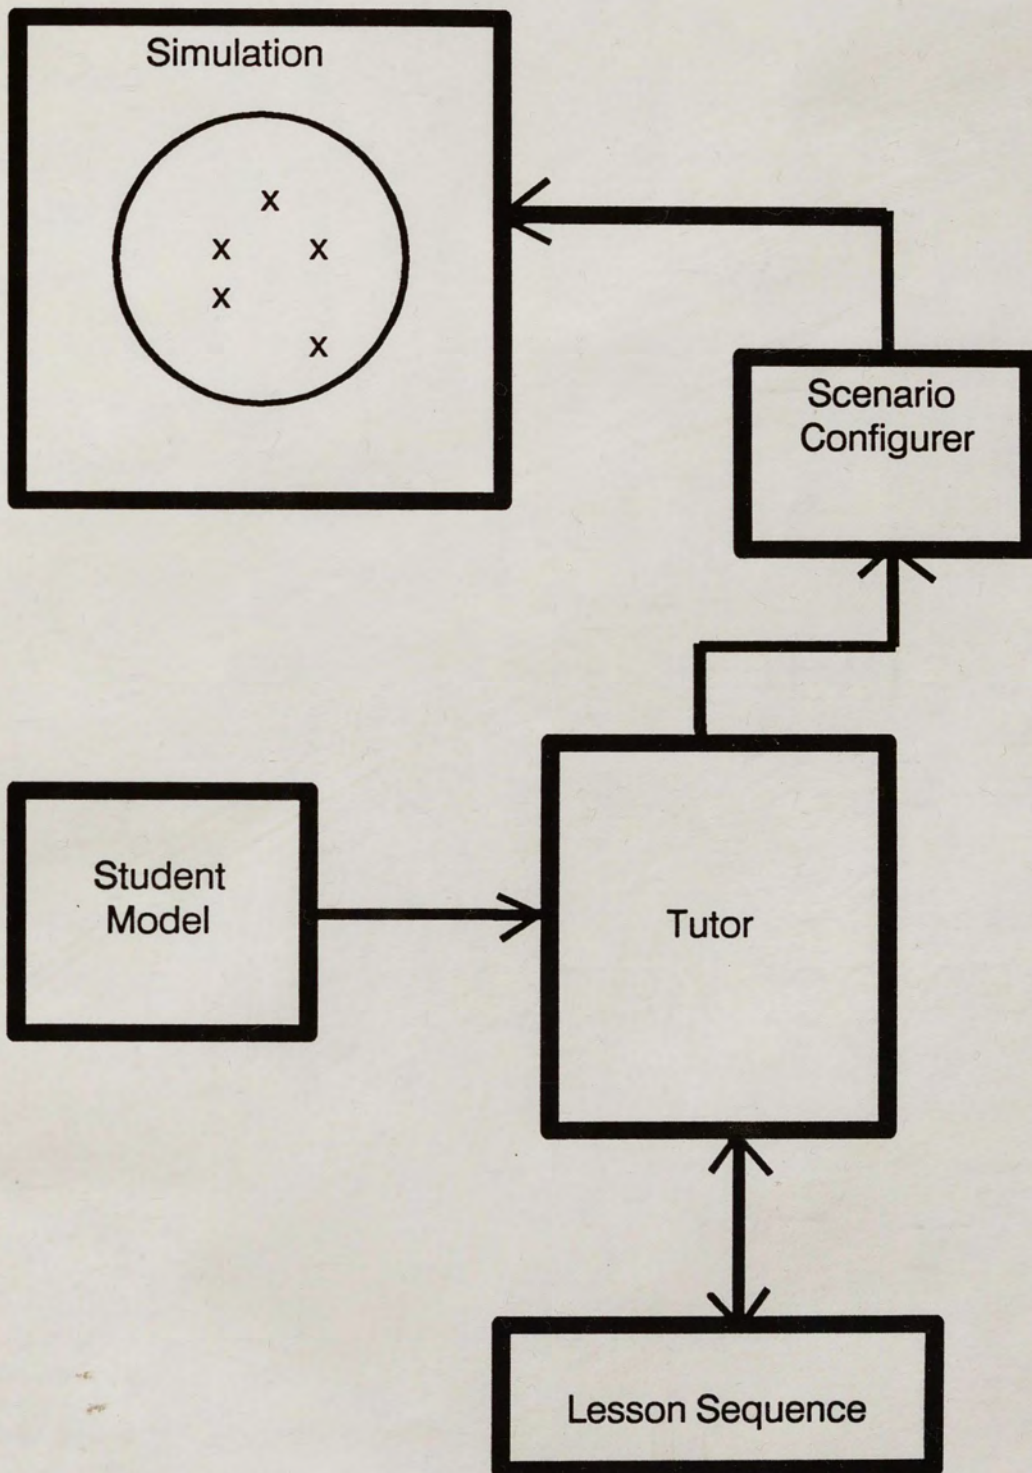 Simulation
x
x x
x
x
Scenario
Configurer
Student
Model
Tutor
Lesson Sequence